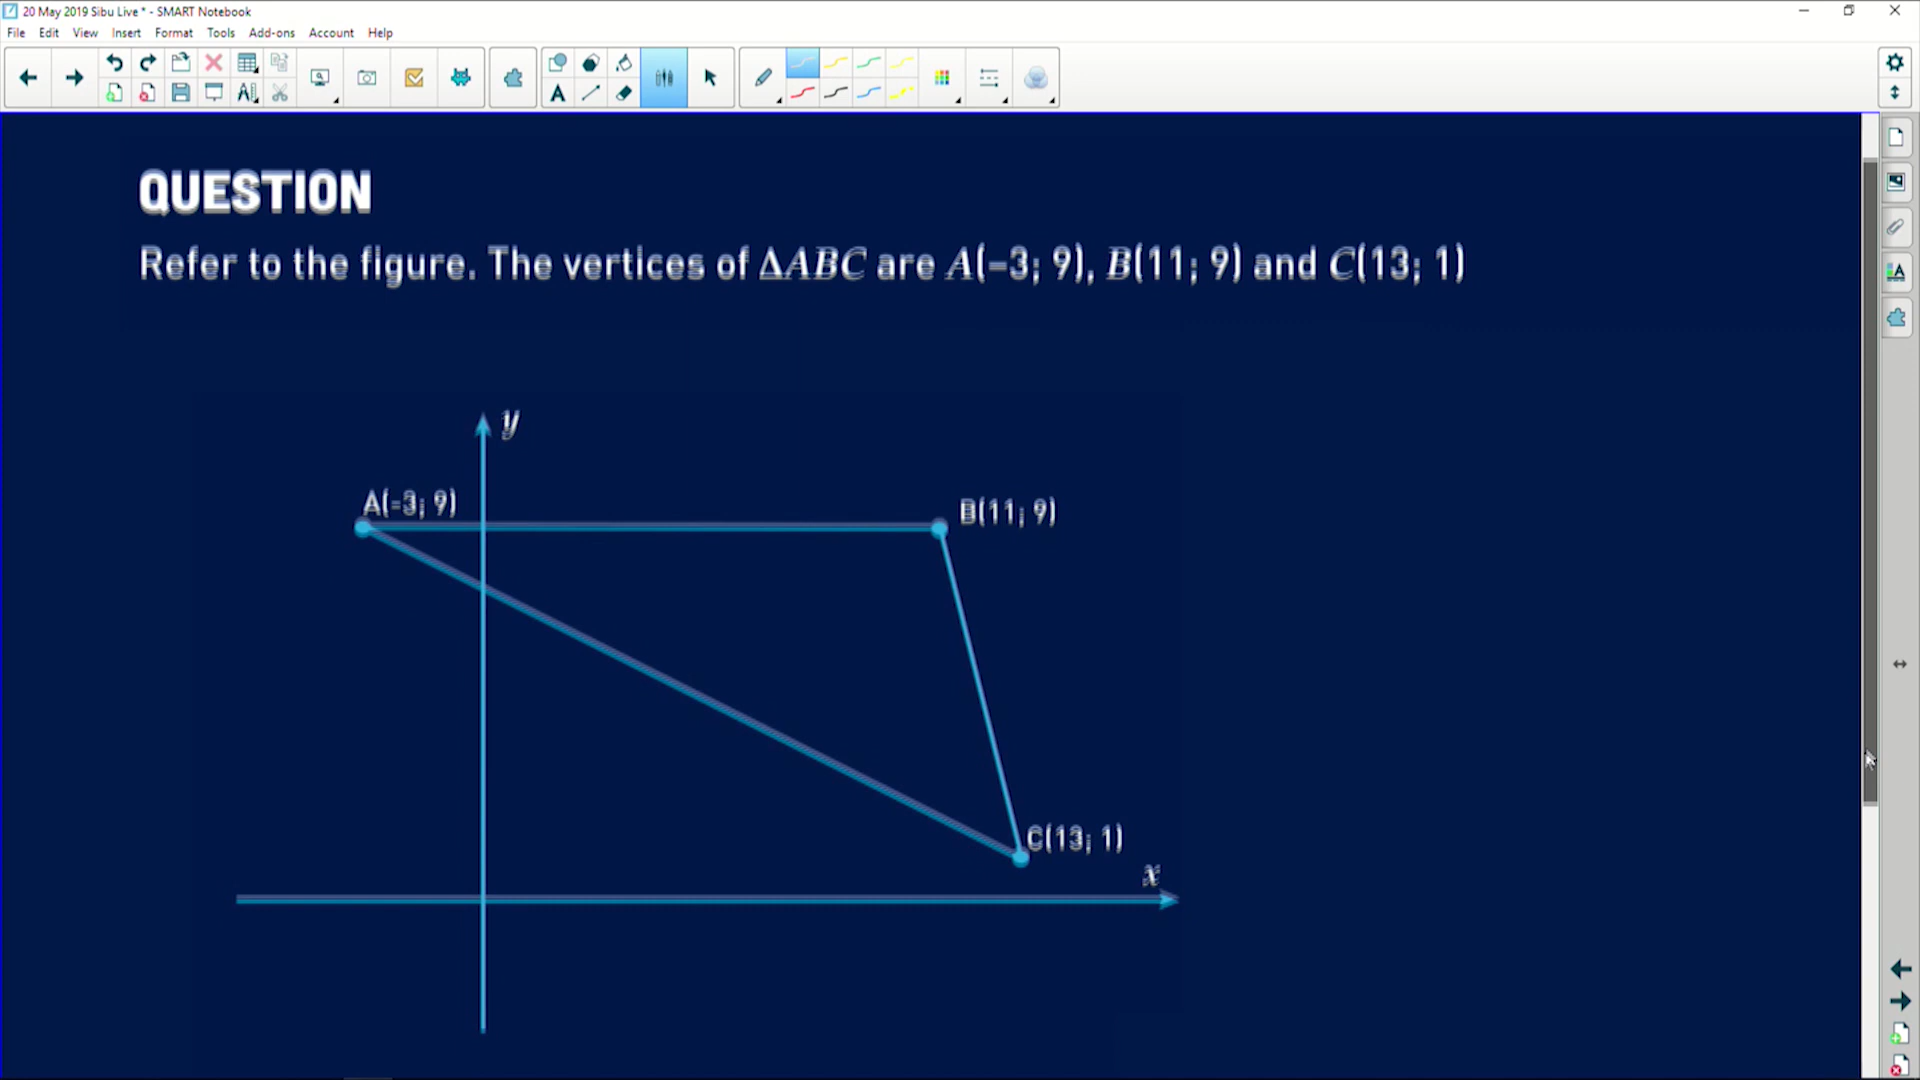 20 May 2019 Sibu Live * - SMART Notebook
File Edit View Insert Format Tools Add-ons Account Help
QUESTION
Refer to the figure. The vertices of ΔABC are A(−3; 9), B(11; 9) and C(13; 1)
y
A(−3; 9)
B(11; 9)
C(13; 1)
x